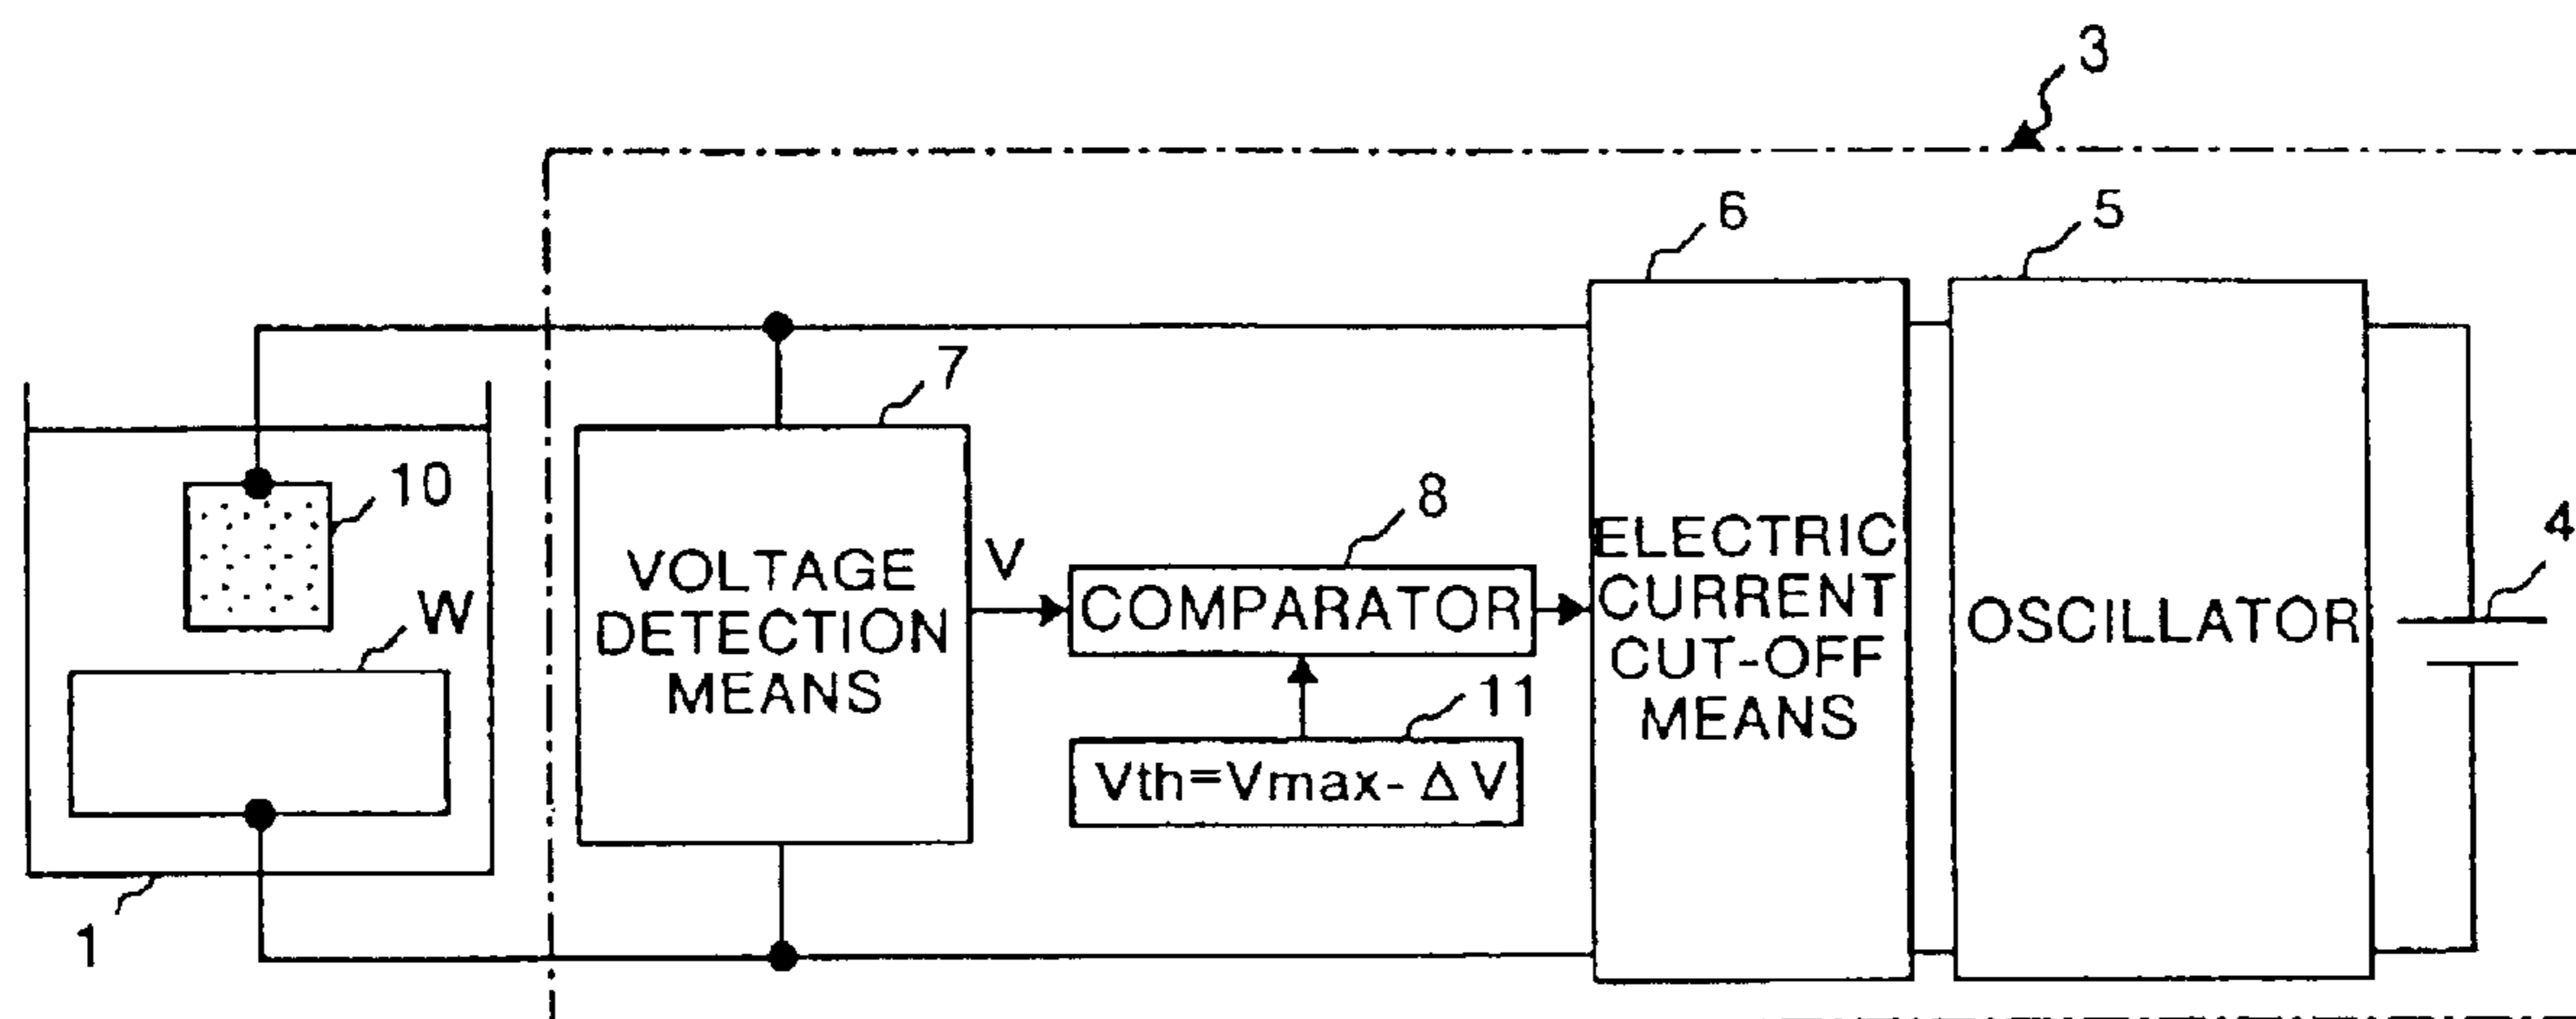 3
6
5
7
10
8
4
W
V
VOLTAGE
DETECTION
MEANS
COMPARATOR
ELECTRIC
CURRENT
CUT-OFF
MEANS
OSCILLATOR
11
Vth=Vmax-ΔV
1